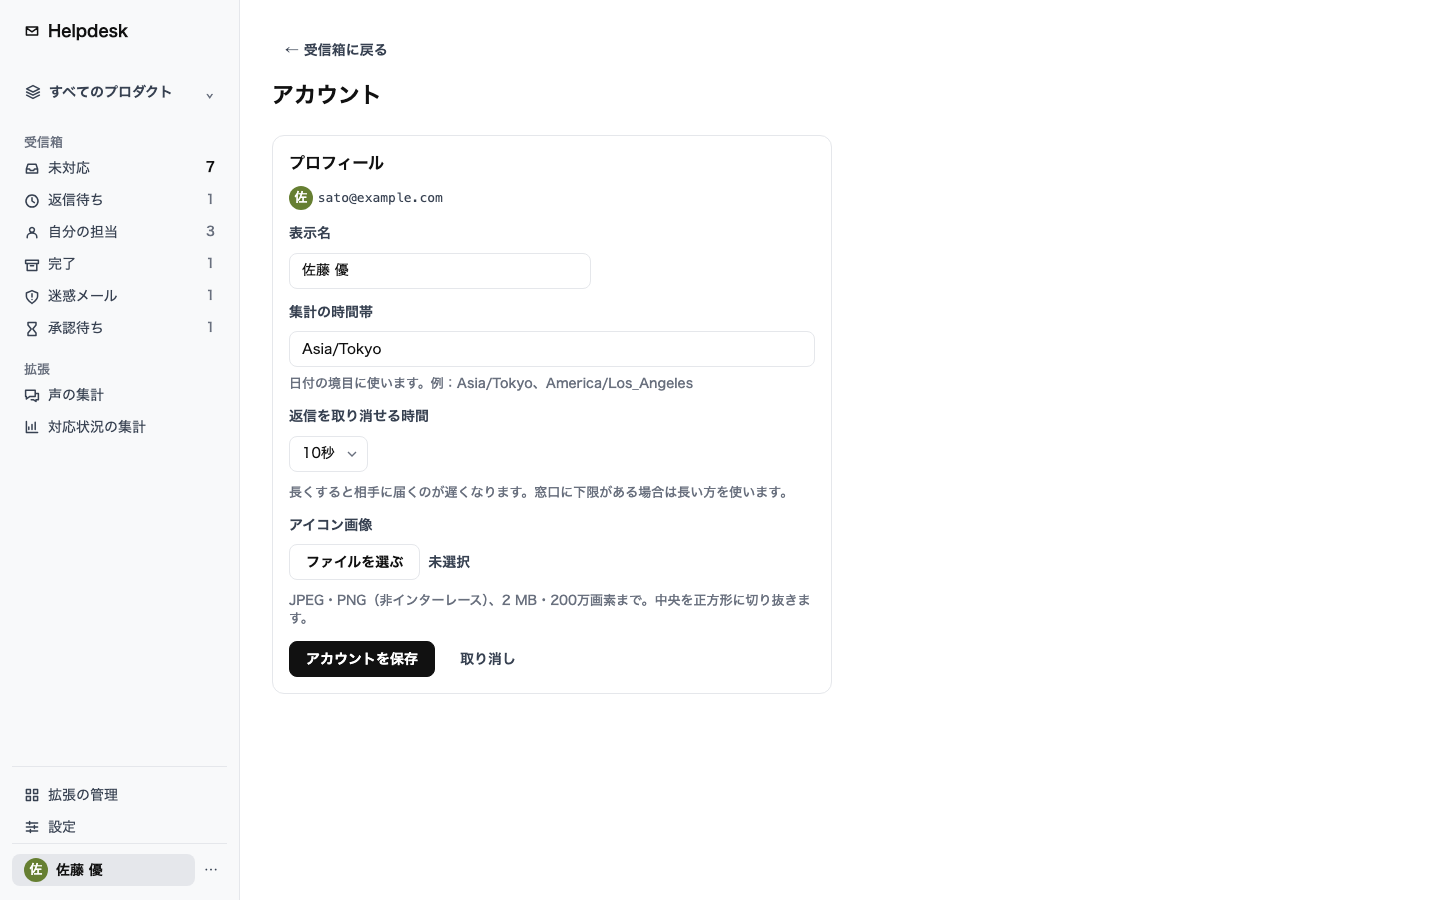 Helpdesk
すべてのプロダクト
受信箱
未対応 7
返信待ち 1
自分の担当 3
完了 1
迷惑メール 1
承認待ち 1
拡張
声の集計
対応状況の集計
拡張の管理
設定
佐 佐藤 優 …
← 受信箱に戻る
アカウント
プロフィール
佐 sato@example.com
表示名
佐藤 優
集計の時間帯
Asia/Tokyo
日付の境目に使います。例：Asia/Tokyo、America/Los_Angeles
返信を取り消せる時間
10秒
長くすると相手に届くのが遅くなります。窓口に下限がある場合は長い方を使います。
アイコン画像
ファイルを選ぶ 未選択
JPEG・PNG（非インターレース）、2 MB・200万画素まで。中央を正方形に切り抜きま
す。
アカウントを保存 取り消し